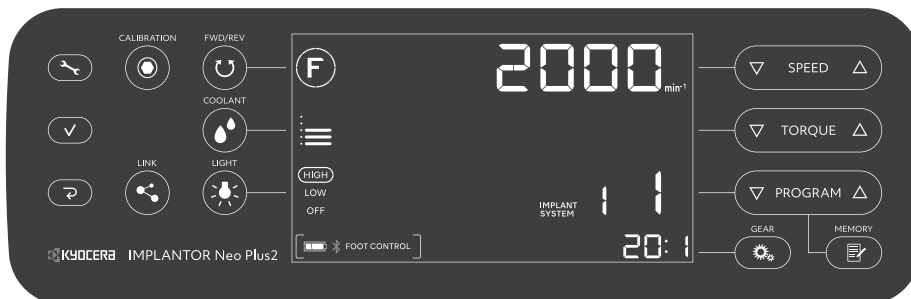 CALIBRATION
FWD/REV
F
2000 min-1
SPEED
COOLANT
TORQUE
LINK
LIGHT
HIGH
LOW
OFF
IMPLANT
SYSTEM
1 1
PROGRAM
KYOCERA IMPLANTOR Neo Plus2
FOOT CONTROL
20:1
GEAR
MEMORY